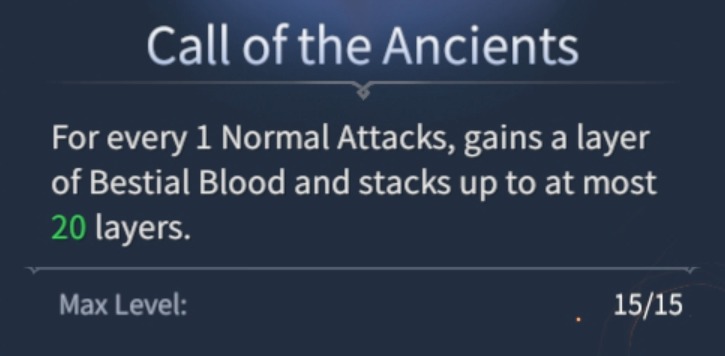 Call of the Ancients
For every 1 Normal Attacks, gains a layer
of Bestial Blood and stacks up to at most
20 layers.
Max Level: 15/15